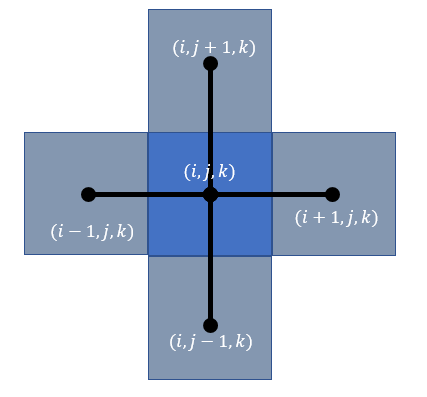 (i, j + 1, k)
(i, j, k)
(i − 1, j, k)
(i + 1, j, k)
(i, j − 1, k)